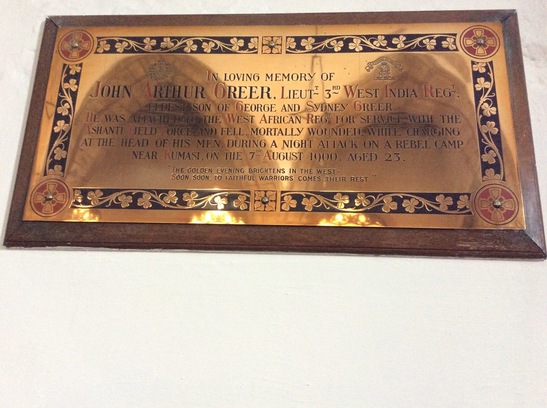 IN LOVING MEMORY OF
JOHN ARTHUR GREER, LIEUT. 3RD WEST INDIA REGT.
ELDEST SON OF GEORGE AND SYDNEY GREER.
HE WAS ATTACHED TO THE WEST AFRICAN REGT. FOR SERVICE WITH THE
ASHANTI FIELD FORCE AND FELL, MORTALLY WOUNDED, WHILE CHARGING
AT THE HEAD OF HIS MEN, DURING A NIGHT ATTACK ON A REBEL CAMP
NEAR KUMASI, ON THE 7TH AUGUST 1900, AGED 23.
"THE GOLDEN EVENING BRIGHTENS IN THE WEST
SOON, SOON TO FAITHFUL WARRIORS COMES THEIR REST"